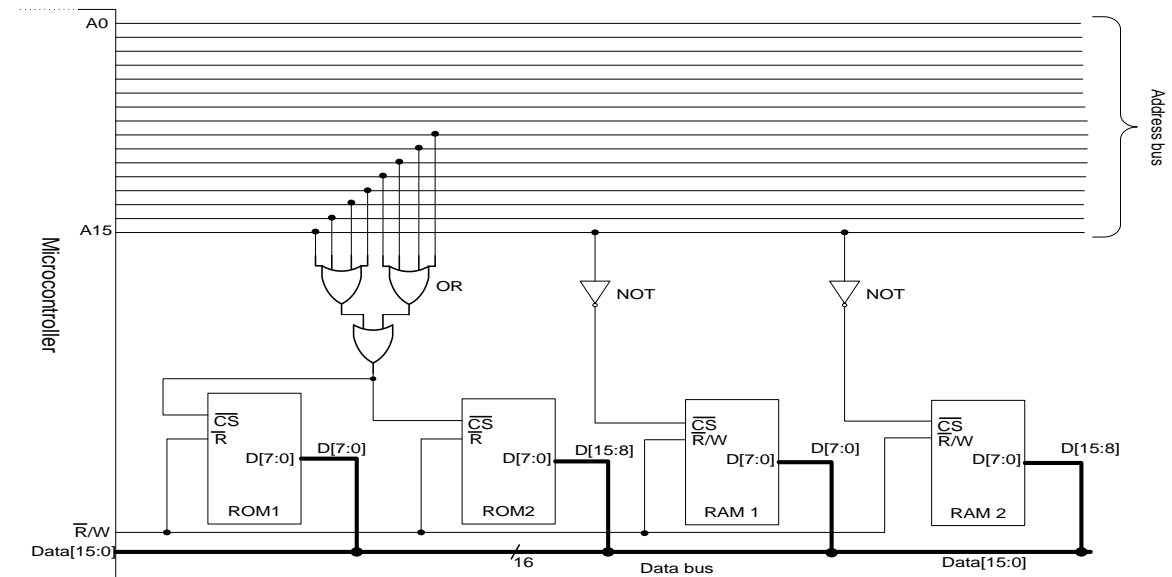 A0
Address bus
A15
Microcontroller
OR
NOT
NOT
CS
R
D[7:0]
D[7:0]
ROM1
CS
R
D[7:0]
D[15:8]
ROM2
CS
R/W
D[7:0]
D[7:0]
RAM 1
CS
R/W
D[7:0]
D[15:8]
RAM 2
R/W
Data[15:0]
16
Data bus
Data[15:0]